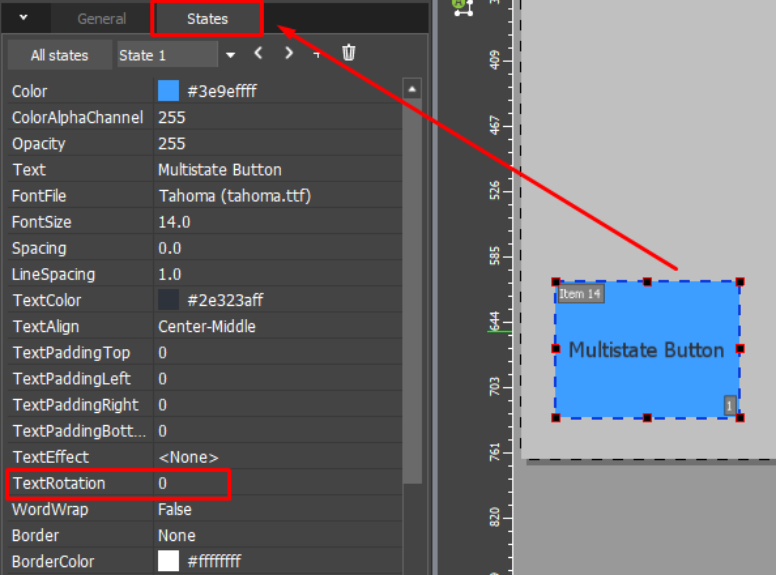 General States
All states State 1
Color #3e9effff
ColorAlphaChannel 255
Opacity 255
Text Multistate Button
FontFile Tahoma (tahoma.ttf)
FontSize 14.0
Spacing 0.0
LineSpacing 1.0
TextColor #2e323aff
TextAlign Center-Middle
TextPaddingTop 0
TextPaddingLeft 0
TextPaddingRight 0
TextPaddingBott... 0
TextEffect <None>
TextRotation 0
WordWrap False
Border None
BorderColor #ffffffff
409
467
526
585
644
703
761
820
Item 14
Multistate Button
1